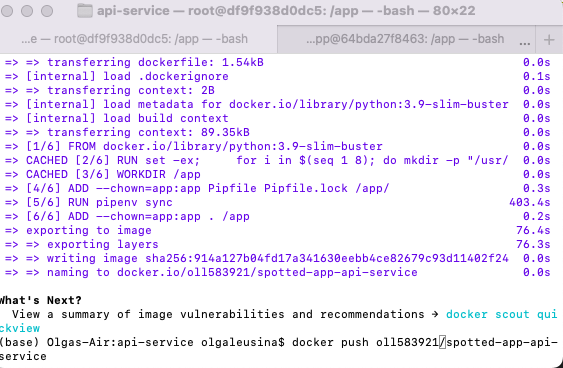 api-service — root@df9f938d0dc5: /app — -bash — 80×22
...e — root@df9f938d0dc5: /app — -bash ...pp@64bda27f8463: /app — -bash ... +
=> => transferring dockerfile: 1.54kB 0.0s
=> [internal] load .dockerignore 0.1s
=> => transferring context: 2B 0.0s
=> [internal] load metadata for docker.io/library/python:3.9-slim-buster 0.0s
=> [internal] load build context 0.0s
=> => transferring context: 89.35kB 0.0s
=> [1/6] FROM docker.io/library/python:3.9-slim-buster 0.0s
=> CACHED [2/6] RUN set -ex; for i in $(seq 1 8); do mkdir -p "/usr/ 0.0s
=> CACHED [3/6] WORKDIR /app 0.0s
=> [4/6] ADD --chown=app:app Pipfile Pipfile.lock /app/ 0.3s
=> [5/6] RUN pipenv sync 403.4s
=> [6/6] ADD --chown=app:app . /app 0.2s
=> exporting to image 76.4s
=> => exporting layers 76.3s
=> => writing image sha256:914a127b04fd17a341630eebb4ce82679c93d11402f24 0.0s
=> => naming to docker.io/oll583921/spotted-app-api-service 0.0s
What's Next?
View a summary of image vulnerabilities and recommendations → docker scout qui
ckview
(base) Olgas-Air:api-service olgaleusina$ docker push oll583921/spotted-app-api-
service